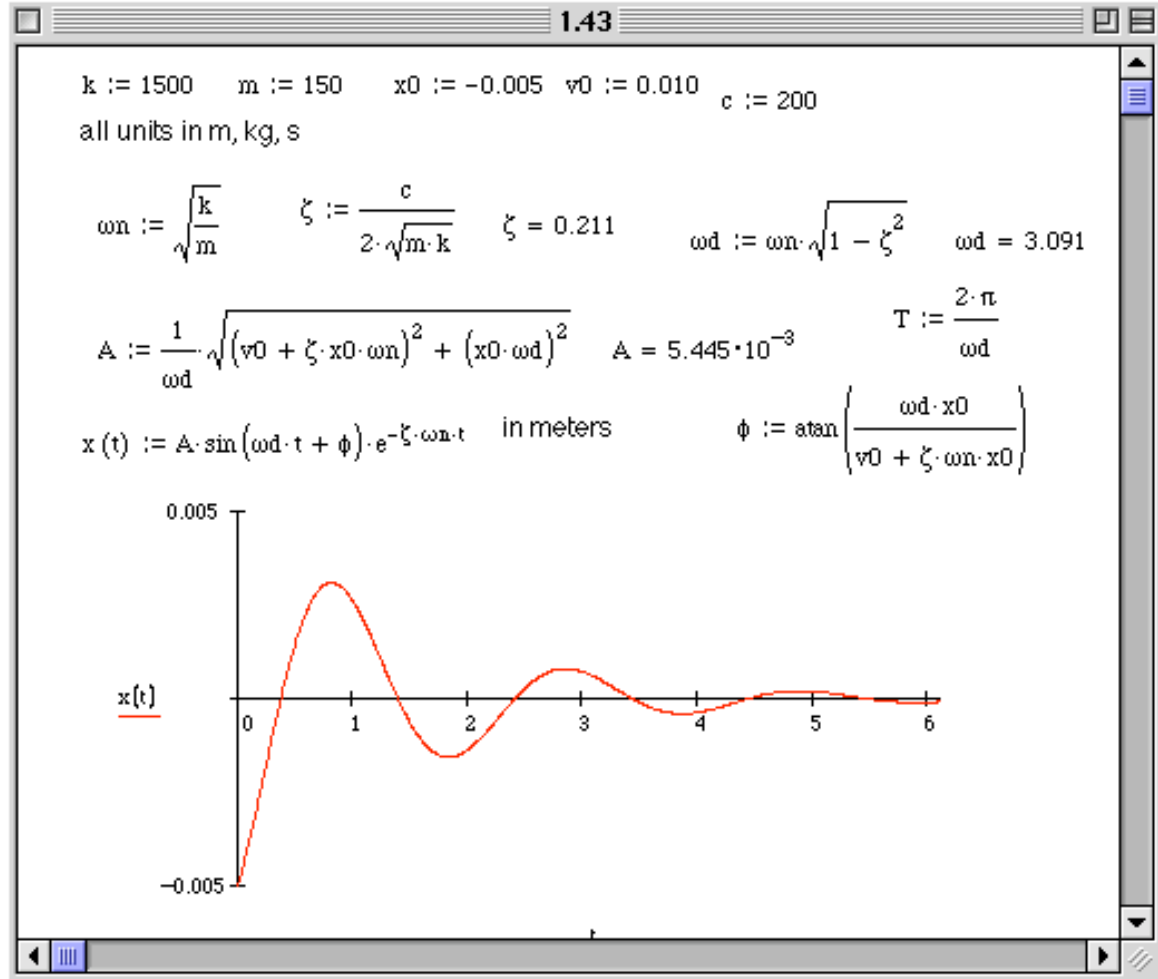 1.43
k := 1500 m := 150 x0 := -0.005 v0 := 0.010 c := 200
all units in m, kg, s
ωn := √(k/m) ζ := c/(2·√(m·k)) ζ = 0.211 ωd := ωn·√(1 − ζ²) ωd = 3.091
A := 1/ωd·√((v0 + ζ·x0·ωn)² + (x0·ωd)²) A = 5.445·10⁻³ T := 2·π/ωd
x (t) := A·sin(ωd·t + ϕ)·e^(-ζ·ωn·t) in meters ϕ := atan(ωd·x0/(v0 + ζ·ωn·x0))
0.005
x(t)
0 1 2 3 4 5 6
−0.005